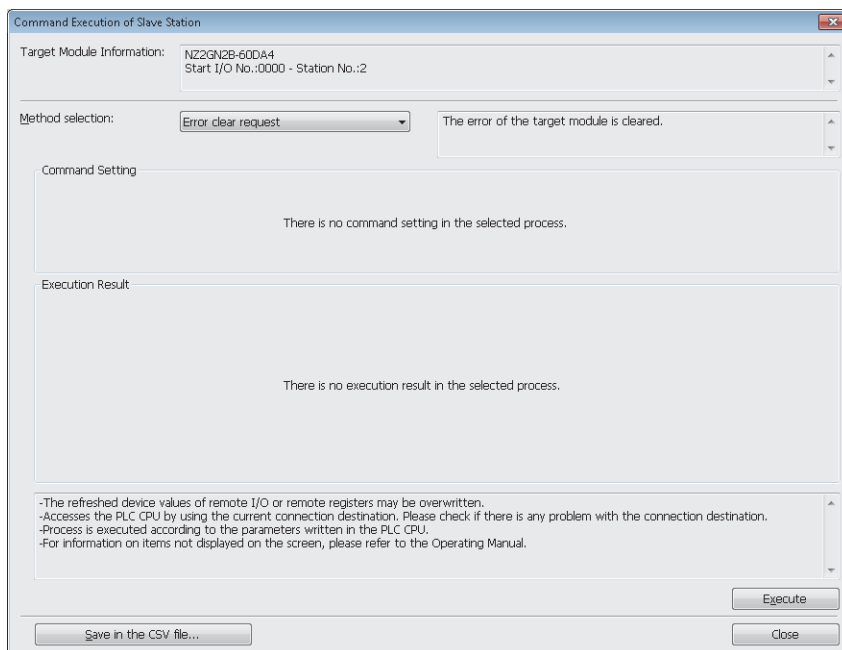 Command Execution of Slave Station
Target Module Information:
NZ2GN2B-60DA4
Start I/O No.:0000 - Station No.:2
Method selection:
Error clear request
The error of the target module is cleared.
Command Setting
There is no command setting in the selected process.
Execution Result
There is no execution result in the selected process.
-The refreshed device values of remote I/O or remote registers may be overwritten.
-Accesses the PLC CPU by using the current connection destination. Please check if there is any problem with the connection destination.
-Process is executed according to the parameters written in the PLC CPU.
-For information on items not displayed on the screen, please refer to the Operating Manual.
Execute
Save in the CSV file...
Close